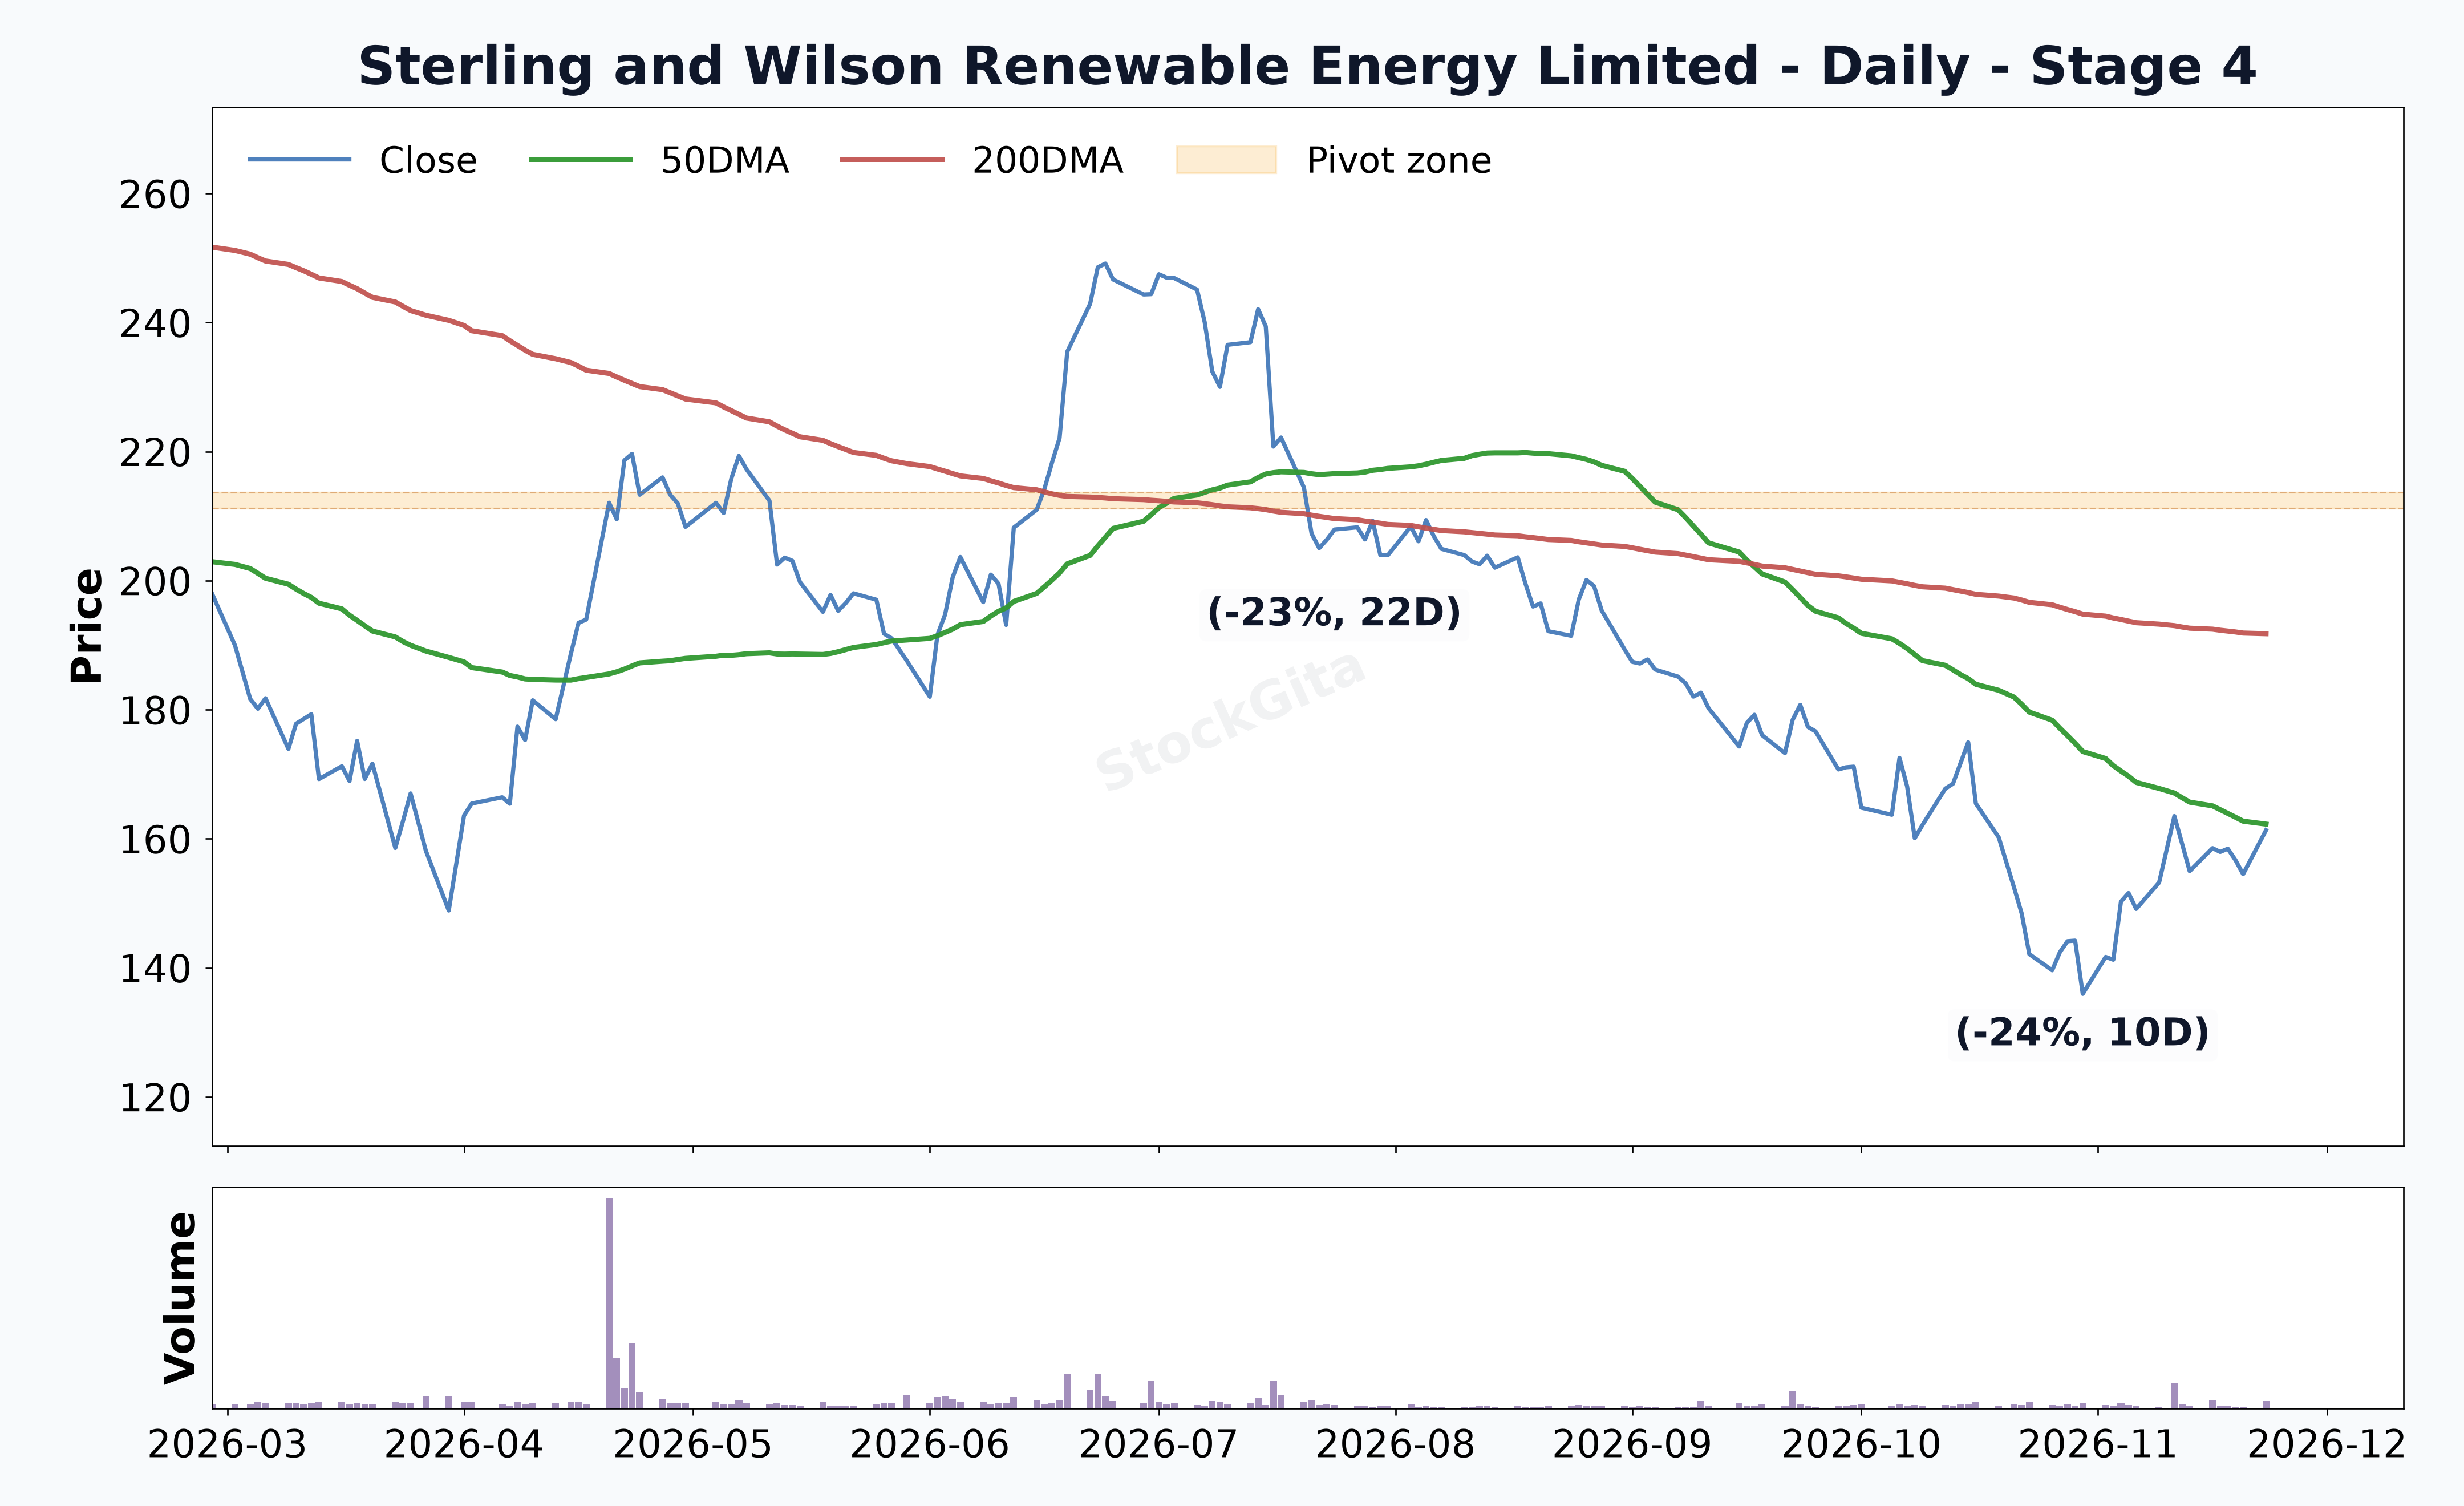 Sterling and Wilson Renewable Energy Limited - Daily - Stage 4
Close 50DMA 200DMA Pivot zone
260
240
220
200
180
160
140
120
Price
(-23%, 22D)
StockGita
(-24%, 10D)
Volume
2026-03 2026-04 2026-05 2026-06 2026-07 2026-08 2026-09 2026-10 2026-11 2026-12